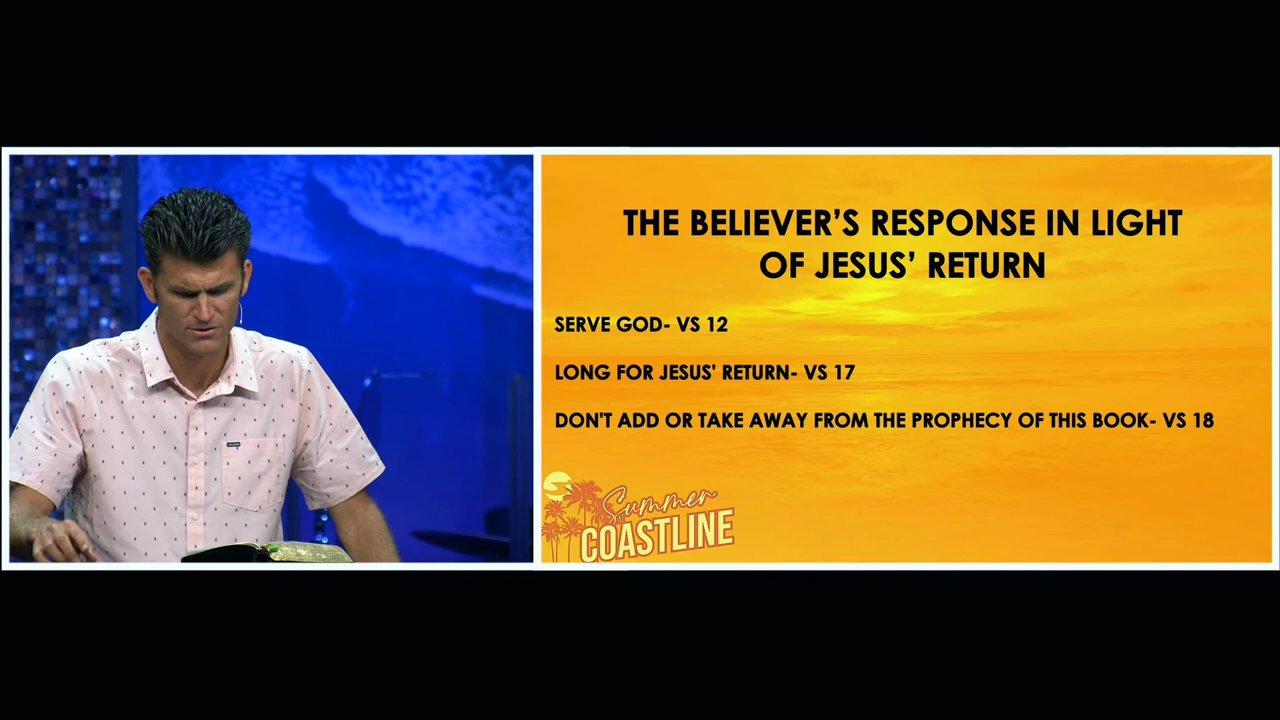 THE BELIEVER’S RESPONSE IN LIGHT
OF JESUS’ RETURN
SERVE GOD- VS 12
LONG FOR JESUS' RETURN- VS 17
DON'T ADD OR TAKE AWAY FROM THE PROPHECY OF THIS BOOK- VS 18
Summer
COASTLINE